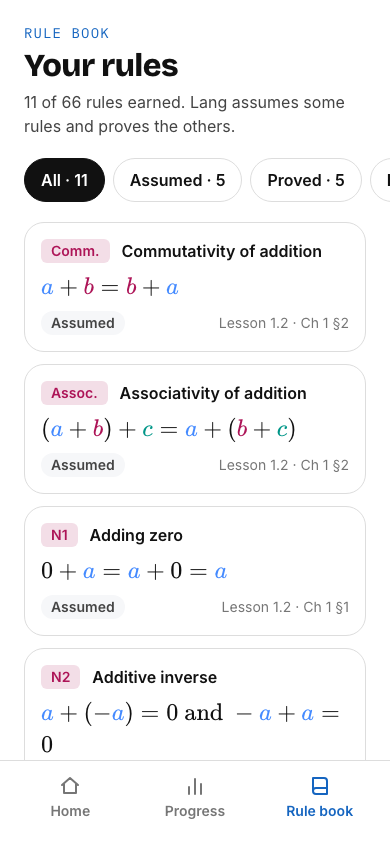 RULE BOOK
Your rules
11 of 66 rules earned. Lang assumes some
rules and proves the others.
All · 11
Assumed · 5
Proved · 5
Comm.
Commutativity of addition
a + b = b + a
Assumed
Lesson 1.2 · Ch 1 §2
Assoc.
Associativity of addition
(a + b) + c = a + (b + c)
Assumed
Lesson 1.2 · Ch 1 §2
N1
Adding zero
0 + a = a + 0 = a
Assumed
Lesson 1.2 · Ch 1 §1
N2
Additive inverse
a + (−a) = 0 and − a + a =
0
Home
Progress
Rule book